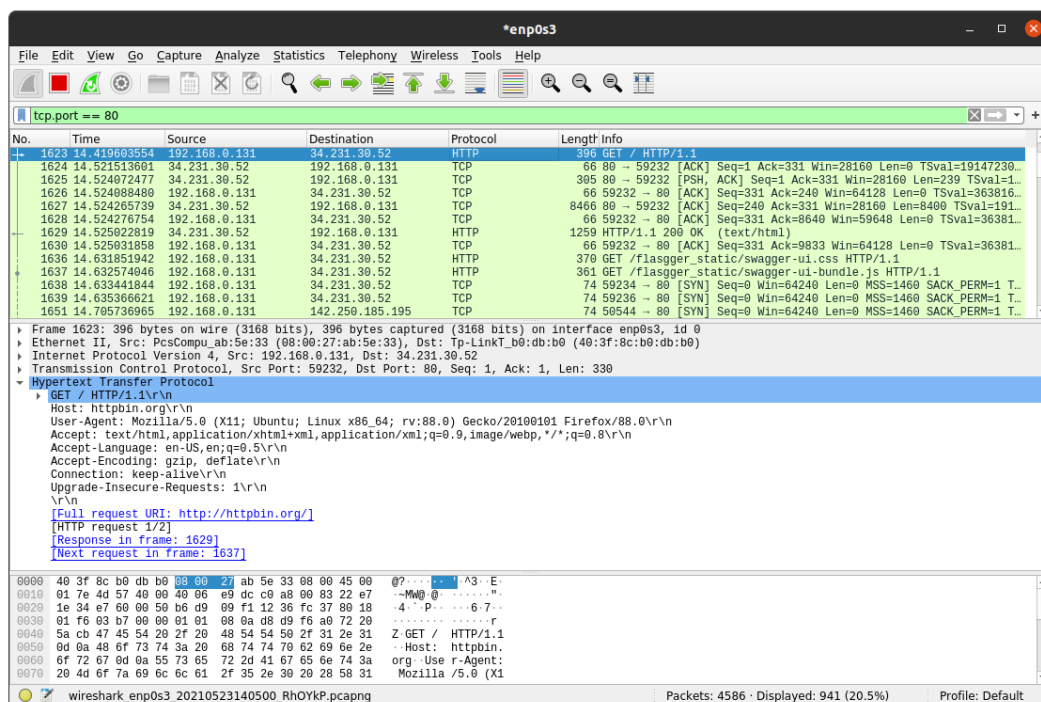 *enp0s3
File Edit View Go Capture Analyze Statistics Telephony Wireless Tools Help
tcp.port == 80
No. Time Source Destination Protocol Length Info
1623 14.419603554 192.168.0.131 34.231.30.52 HTTP 396 GET / HTTP/1.1
1624 14.521513601 34.231.30.52 192.168.0.131 TCP 66 80 → 59232 [ACK] Seq=1 Ack=331 Win=28160 Len=0 TSval=19147230…
1625 14.524072477 34.231.30.52 192.168.0.131 TCP 305 80 → 59232 [PSH, ACK] Seq=1 Ack=331 Win=28160 Len=239 TSval=1…
1626 14.524088480 192.168.0.131 34.231.30.52 TCP 66 59232 → 80 [ACK] Seq=331 Ack=240 Win=64128 Len=0 TSval=363816…
1627 14.524265739 34.231.30.52 192.168.0.131 TCP 8466 80 → 59232 [ACK] Seq=240 Ack=331 Win=28160 Len=8400 TSval=191…
1628 14.524276754 192.168.0.131 34.231.30.52 TCP 66 59232 → 80 [ACK] Seq=331 Ack=8640 Win=59648 Len=0 TSval=36381…
1629 14.525022819 34.231.30.52 192.168.0.131 HTTP 1259 HTTP/1.1 200 OK (text/html)
1630 14.525031858 192.168.0.131 34.231.30.52 TCP 66 59232 → 80 [ACK] Seq=331 Ack=9833 Win=64128 Len=0 TSval=36381…
1636 14.631851942 192.168.0.131 34.231.30.52 HTTP 370 GET /flasgger_static/swagger-ui.css HTTP/1.1
1637 14.632574046 192.168.0.131 34.231.30.52 HTTP 361 GET /flasgger_static/swagger-ui-bundle.js HTTP/1.1
1638 14.633441844 192.168.0.131 34.231.30.52 TCP 74 59234 → 80 [SYN] Seq=0 Win=64240 Len=0 MSS=1460 SACK_PERM=1 T…
1639 14.635366621 192.168.0.131 34.231.30.52 TCP 74 59236 → 80 [SYN] Seq=0 Win=64240 Len=0 MSS=1460 SACK_PERM=1 T…
1651 14.705736965 192.168.0.131 142.250.185.195 TCP 74 50544 → 80 [SYN] Seq=0 Win=64240 Len=0 MSS=1460 SACK_PERM=1 T…
Frame 1623: 396 bytes on wire (3168 bits), 396 bytes captured (3168 bits) on interface enp0s3, id 0
Ethernet II, Src: PcsCompu_ab:5e:33 (08:00:27:ab:5e:33), Dst: Tp-LinkT_b0:db:b0 (40:3f:8c:b0:db:b0)
Internet Protocol Version 4, Src: 192.168.0.131, Dst: 34.231.30.52
Transmission Control Protocol, Src Port: 59232, Dst Port: 80, Seq: 1, Ack: 1, Len: 330
Hypertext Transfer Protocol
GET / HTTP/1.1\r\n
Host: httpbin.org\r\n
User-Agent: Mozilla/5.0 (X11; Ubuntu; Linux x86_64; rv:88.0) Gecko/20100101 Firefox/88.0\r\n
Accept: text/html,application/xhtml+xml,application/xml;q=0.9,image/webp,*/*;q=0.8\r\n
Accept-Language: en-US,en;q=0.5\r\n
Accept-Encoding: gzip, deflate\r\n
Connection: keep-alive\r\n
Upgrade-Insecure-Requests: 1\r\n
\r\n
[Full request URI: http://httpbin.org/]
[HTTP request 1/2]
[Response in frame: 1629]
[Next request in frame: 1637]
0000 40 3f 8c b0 db b0 08 00 27 ab 5e 33 08 00 45 00 @?······ '·^3··E·
0010 01 7e 4d 57 40 00 40 06 e9 dc c0 a8 00 83 22 e7 ·~MW@·@· ······"·
0020 1e 34 e7 60 00 50 b6 d9 09 f1 12 36 fc 37 80 18 ·4·`·P·· ···6·7··
0030 01 f6 03 b7 00 00 01 01 08 0a d8 d9 f6 a0 72 20 ········ ······r
0040 5a cb 47 45 54 20 2f 20 48 54 54 50 2f 31 2e 31 Z·GET / HTTP/1.1
0050 0d 0a 48 6f 73 74 3a 20 68 74 74 70 62 69 6e 2e ··Host: httpbin.
0060 6f 72 67 0d 0a 55 73 65 72 2d 41 67 65 6e 74 3a org··Use r-Agent:
0070 20 4d 6f 7a 69 6c 6c 61 2f 35 2e 30 20 28 58 31 Mozilla /5.0 (X1
wireshark_enp0s3_20210523140500_RhOYkP.pcapng Packets: 4586 · Displayed: 941 (20.5%) Profile: Default